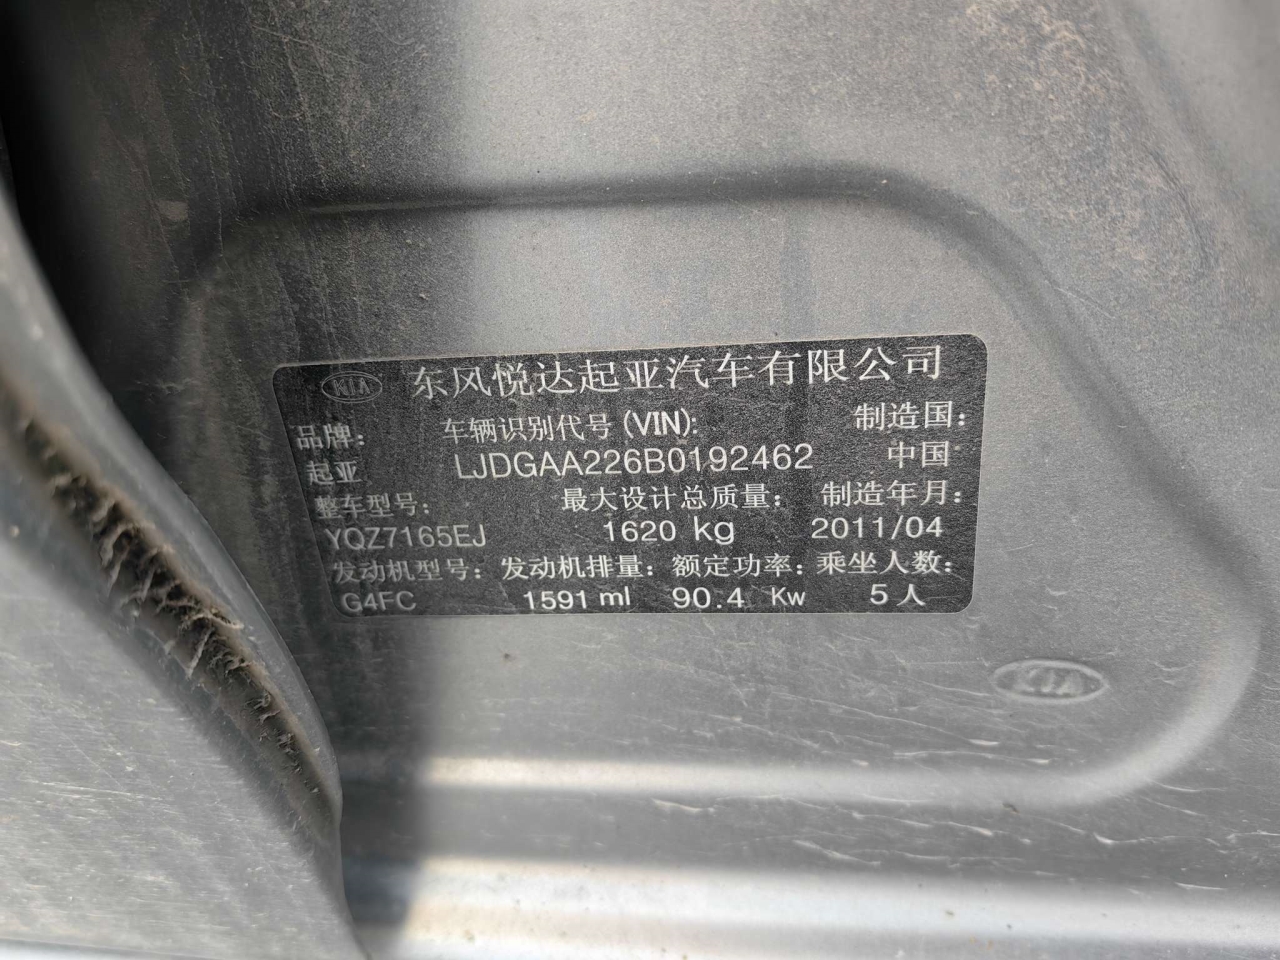 KIA 东风悦达起亚汽车有限公司
品牌: 车辆识别代号 (VIN): 制造国:
起亚 LJDGAA226B0192462 中国
整车型号: 最大设计总质量: 制造年月:
YQZ7165EJ 1620 kg 2011/04
发动机型号: 发动机排量: 额定功率: 乘坐人数:
G4FC 1591 ml 90.4 Kw 5 人
KIA